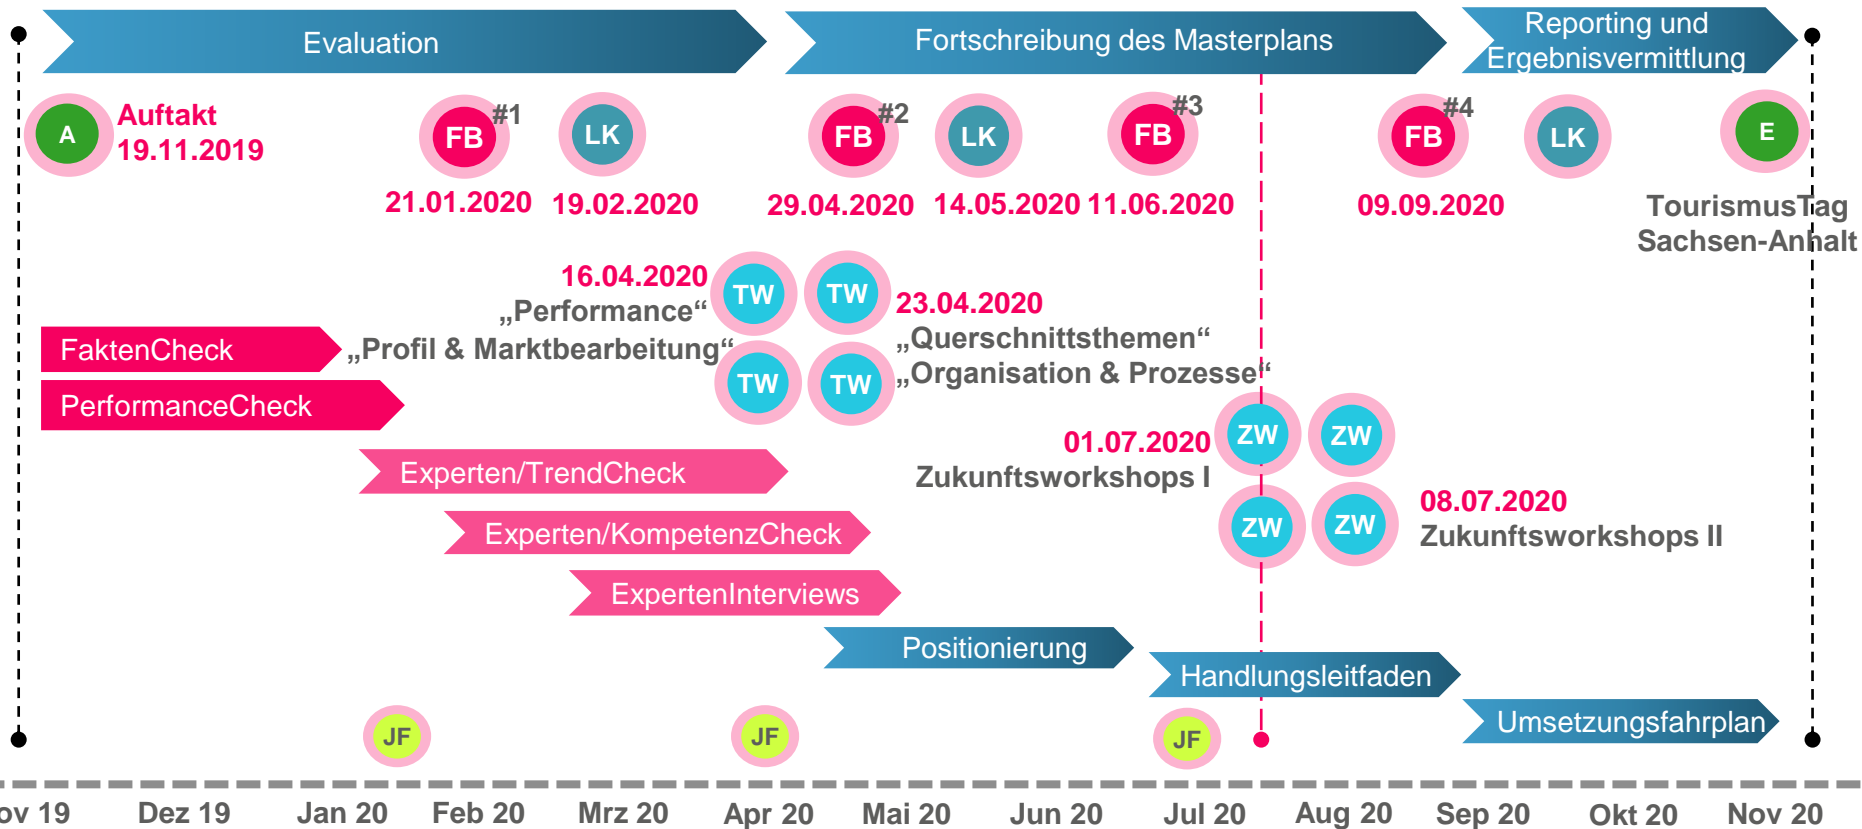 Evaluation
Fortschreibung des Masterplans
Reporting und
Ergebnisvermittlung
A
Auftakt
19.11.2019
FB
#1
21.01.2020
LK
19.02.2020
FB
#2
29.04.2020
LK
14.05.2020
FB
#3
11.06.2020
FB
#4
09.09.2020
LK
E
TourismusTag
Sachsen-Anhalt
16.04.2020
„Performance“
„Profil & Marktbearbeitung“
TW
TW
TW
TW
23.04.2020
„Querschnittsthemen“
„Organisation & Prozesse“
FaktenCheck
PerformanceCheck
Experten/TrendCheck
Experten/KompetenzCheck
ExpertenInterviews
01.07.2020
Zukunftsworkshops I
ZW
ZW
ZW
ZW
08.07.2020
Zukunftsworkshops II
Positionierung
Handlungsleitfaden
Umsetzungsfahrplan
JF
JF
JF
ov 19
Dez 19
Jan 20
Feb 20
Mrz 20
Apr 20
Mai 20
Jun 20
Jul 20
Aug 20
Sep 20
Okt 20
Nov 20